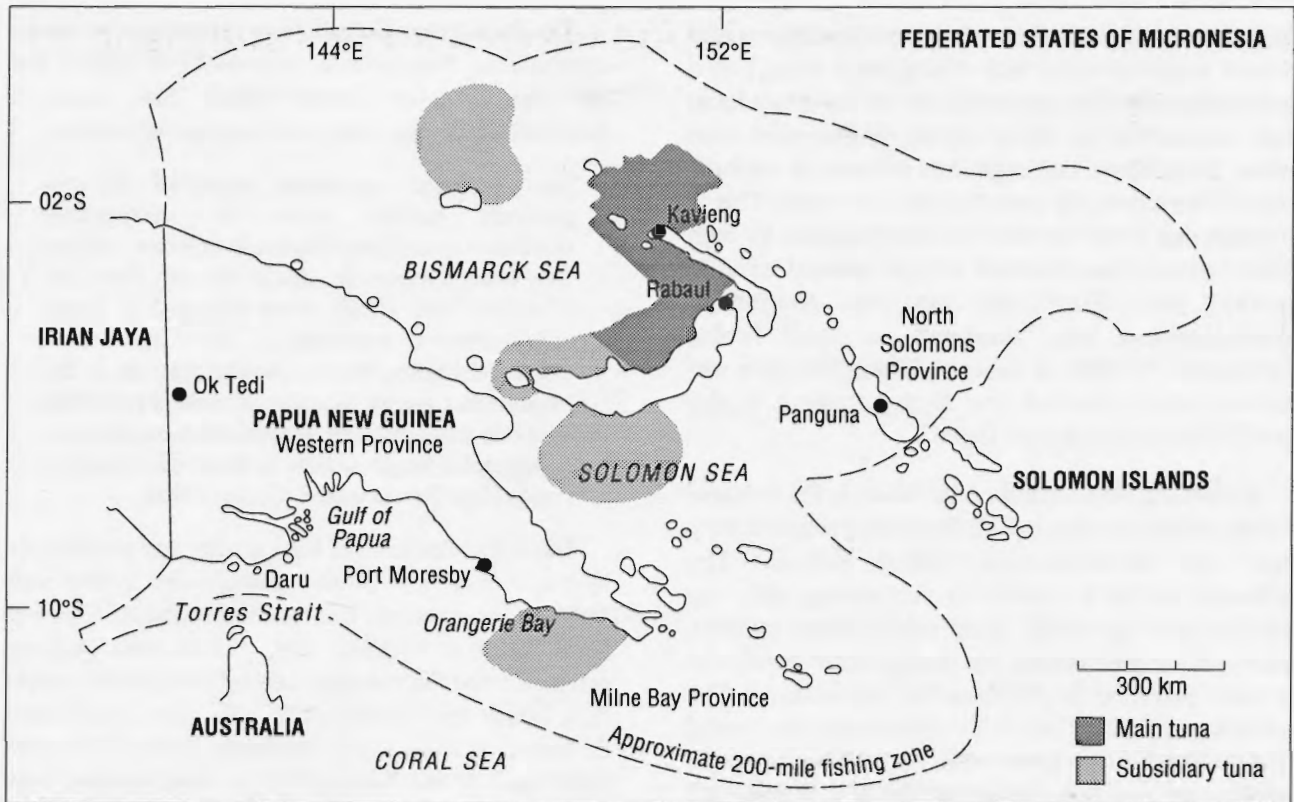 144°E
152°E
FEDERATED STATES OF MICRONESIA
02°S
Kavieng
BISMARCK SEA
Rabaul
IRIAN JAYA
North
Solomons
Province
Ok Tedi
PAPUA NEW GUINEA
Western Province
Panguna
SOLOMON SEA
SOLOMON ISLANDS
Gulf of
Papua
Daru
Port Moresby
10°S
Torres Strait
Orangerie Bay
Milne Bay Province
300 km
AUSTRALIA
Approximate 200-mile fishing zone
Main tuna
CORAL SEA
Subsidiary tuna